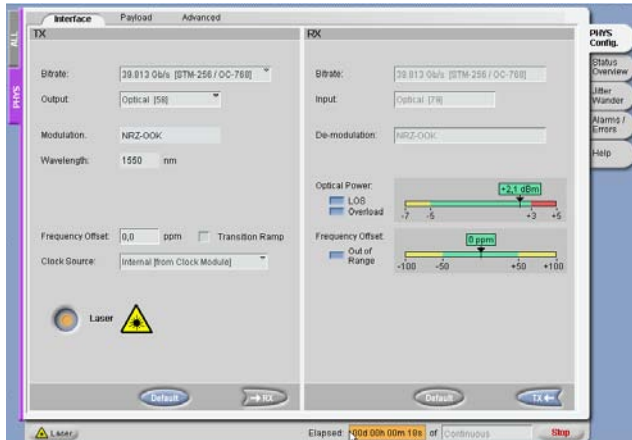 Interface Payload Advanced
ALL
PHYS
TX
Bitrate: 39.813 Gb/s [STM-256 / OC-768]
Output: Optical [58]
Modulation. NRZ-OOK
Wavelength: 1550 nm
Frequency Offset: 0,0 ppm Transition Ramp
Clock Source: Internal [from Clock Module]
Laser
Default → RX
RX
Bitrate: 39.813 Gb/s [STM-256 / OC-768]
Input: Optical [78]
De-modulation: NRZ-OOK
Optical Power: +2,1 dBm
LOS
Overload
-7 -5 +3 +5
Frequency Offset: 0 ppm
Out of
Range
-100 -50 +50 +100
Default TX ←
PHYS
Config.
Status
Overview
Jitter
Wander
Alarms /
Errors
Help
Laser Elapsed: 00d 00h 00m 18s of Continuous Stop